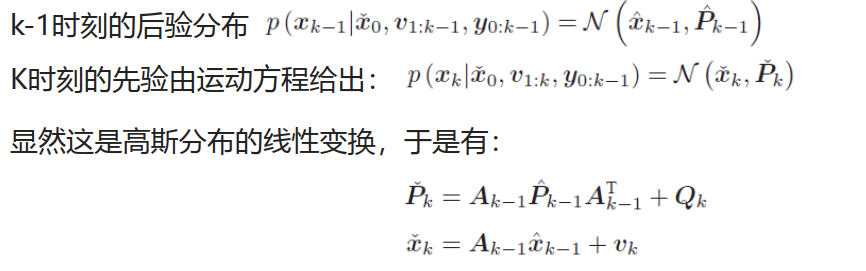 k-1时刻的后验分布 $p\left(\boldsymbol{x}_{k-1}|\check{\boldsymbol{x}}_0, \boldsymbol{v}_{1:k-1}, \boldsymbol{y}_{0:k-1}\right) = \mathcal{N}\left(\hat{\boldsymbol{x}}_{k-1}, \hat{\boldsymbol{P}}_{k-1}\right)$
K时刻的先验由运动方程给出： $p\left(\boldsymbol{x}_k|\check{\boldsymbol{x}}_0, \boldsymbol{v}_{1:k}, \boldsymbol{y}_{0:k-1}\right) = \mathcal{N}\left(\check{\boldsymbol{x}}_k, \check{\boldsymbol{P}}_k\right)$
显然这是高斯分布的线性变换，于是有：
$\check{\boldsymbol{P}}_k = \boldsymbol{A}_{k-1}\hat{\boldsymbol{P}}_{k-1}\boldsymbol{A}_{k-1}^{\mathrm{T}} + \boldsymbol{Q}_k$
$\check{\boldsymbol{x}}_k = \boldsymbol{A}_{k-1}\hat{\boldsymbol{x}}_{k-1} + \boldsymbol{v}_k$